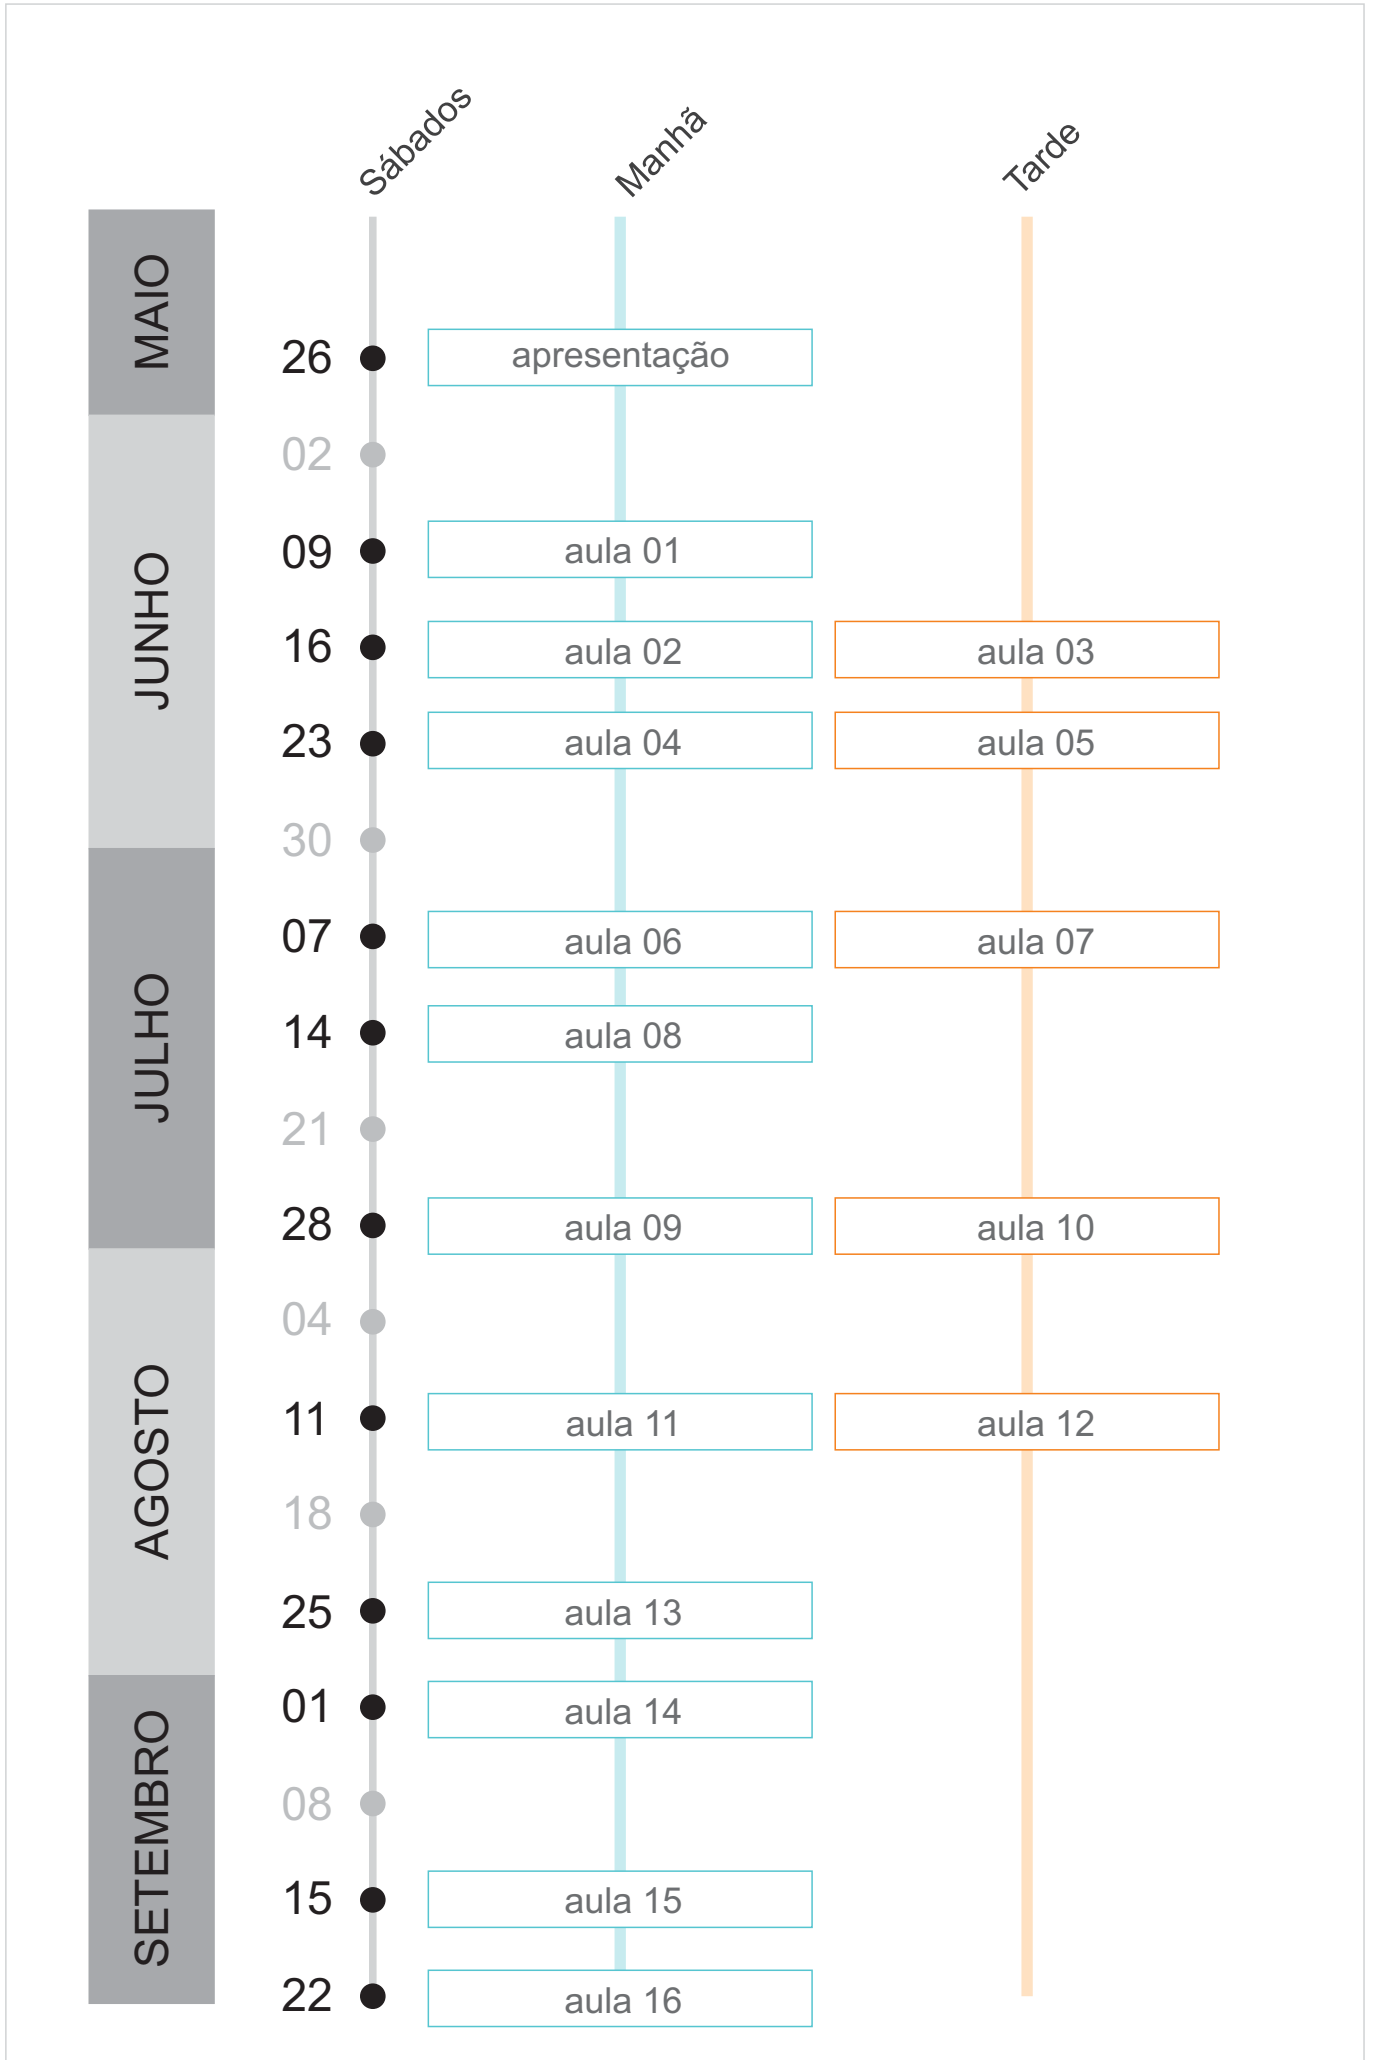 Sábados
Manhã
Tarde
MAIO
26 apresentação
JUNHO
02
09 aula 01
16 aula 02 aula 03
23 aula 04 aula 05
30
JULHO
07 aula 06 aula 07
14 aula 08
21
28 aula 09 aula 10
AGOSTO
04
11 aula 11 aula 12
18
25 aula 13
SETEMBRO
01 aula 14
08
15 aula 15
22 aula 16